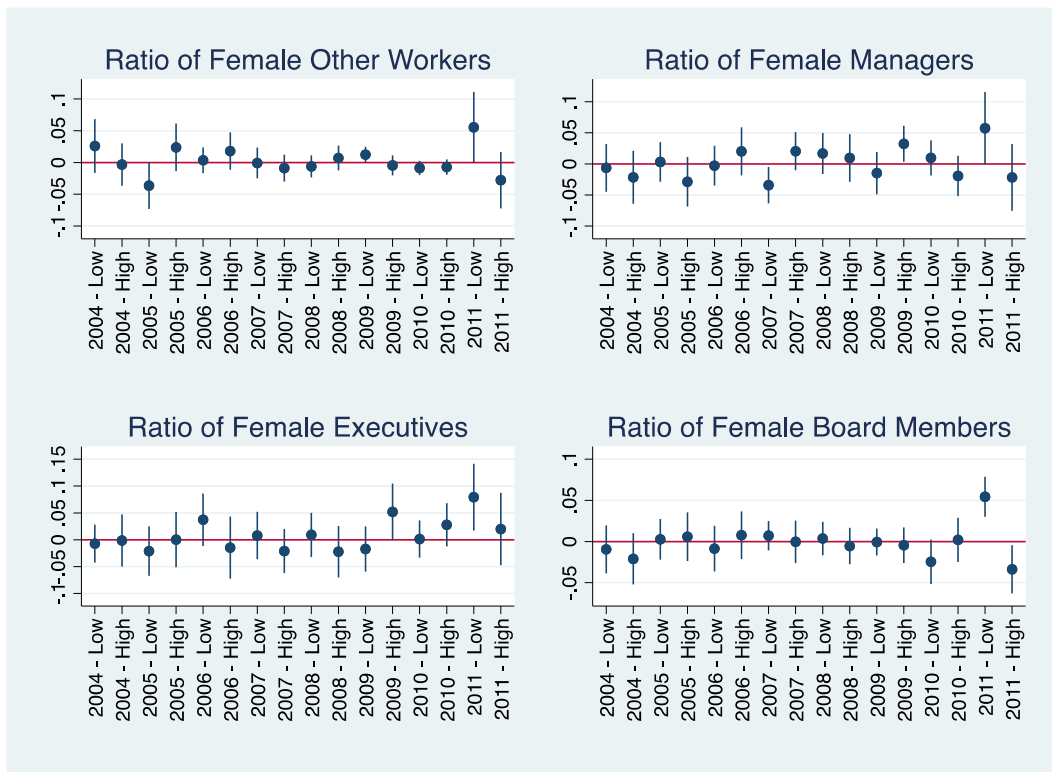 Ratio of Female Other Workers
.1
.05
0
-.05
-.1
2004 - Low
2004 - High
2005 - Low
2005 - High
2006 - Low
2006 - High
2007 - Low
2007 - High
2008 - Low
2008 - High
2009 - Low
2009 - High
2010 - Low
2010 - High
2011 - Low
2011 - High
Ratio of Female Managers
.1
.05
0
-.05
-.1
2004 - Low
2004 - High
2005 - Low
2005 - High
2006 - Low
2006 - High
2007 - Low
2007 - High
2008 - Low
2008 - High
2009 - Low
2009 - High
2010 - Low
2010 - High
2011 - Low
2011 - High
Ratio of Female Executives
.15
.1
.05
0
-.05
-.1
2004 - Low
2004 - High
2005 - Low
2005 - High
2006 - Low
2006 - High
2007 - Low
2007 - High
2008 - Low
2008 - High
2009 - Low
2009 - High
2010 - Low
2010 - High
2011 - Low
2011 - High
Ratio of Female Board Members
.1
.05
0
-.05
2004 - Low
2004 - High
2005 - Low
2005 - High
2006 - Low
2006 - High
2007 - Low
2007 - High
2008 - Low
2008 - High
2009 - Low
2009 - High
2010 - Low
2010 - High
2011 - Low
2011 - High